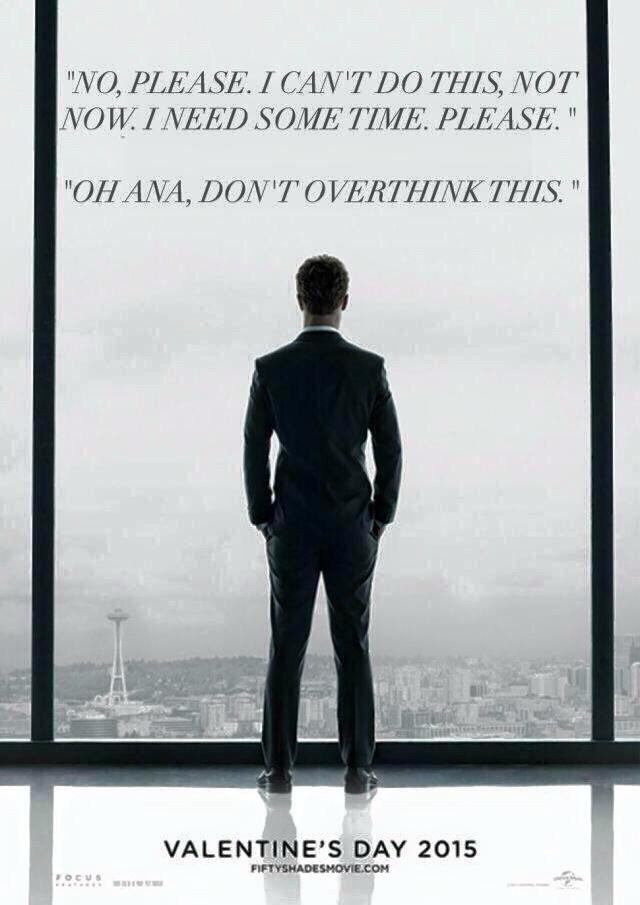 "NO, PLEASE. I CAN'T DO THIS, NOT
NOW. I NEED SOME TIME. PLEASE. "
"OH ANA, DON'T OVERTHINK THIS. "
VALENTINE'S DAY 2015
FIFTYSHADESMOVIE.COM
FOCUS
FEATURES